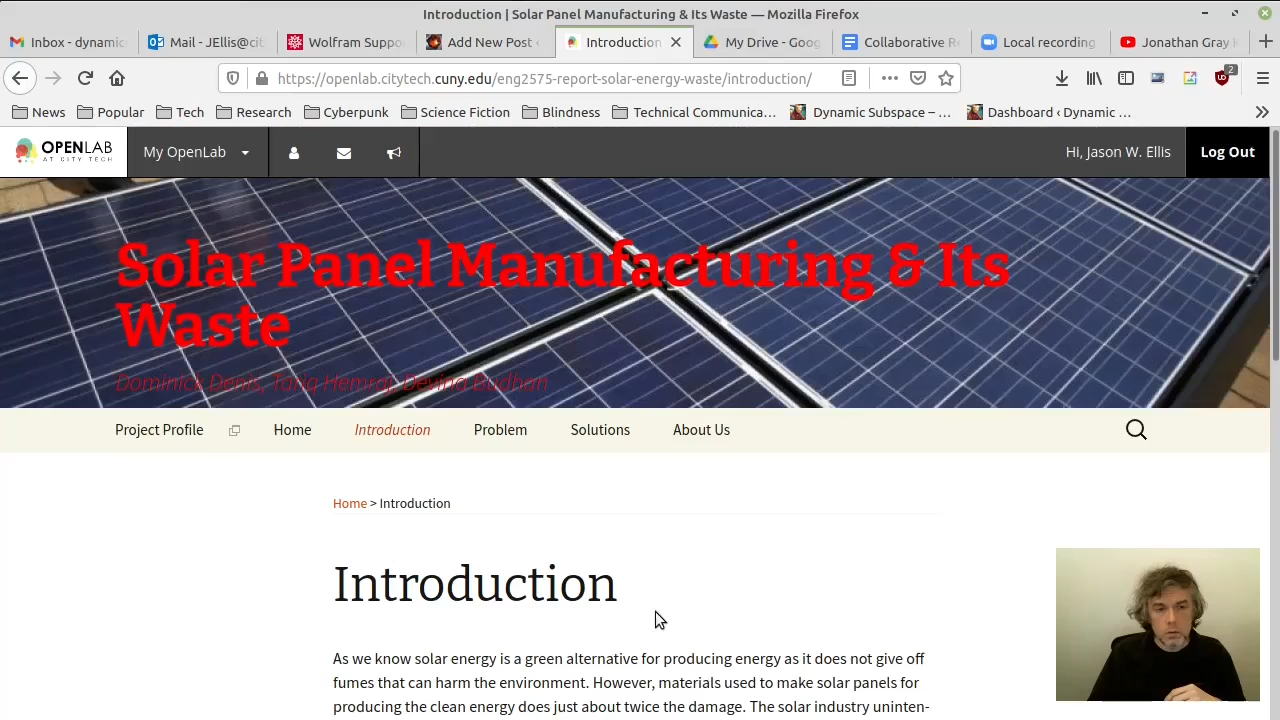 Introduction | Solar Panel Manufacturing & Its Waste — Mozilla Firefox
Inbox - dynamic
Mail - JEllis@cit
Wolfram Suppo
Add New Post ‹
Introduction
My Drive - Goog
Collaborative R
Local recording
Jonathan Gray K
https://openlab.citytech.cuny.edu/eng2575-report-solar-energy-waste/introduction/
2
News
Popular
Tech
Research
Cyberpunk
Science Fiction
Blindness
Technical Communica…
Dynamic Subspace – …
Dashboard ‹ Dynamic …
OPENLAB
AT CITY TECH
My OpenLab
Hi, Jason W. Ellis
Log Out
Solar Panel Manufacturing & Its
Waste
Dominick Denis, Tariq Hemraj, Devina Budhan
Project Profile
Home
Introduction
Problem
Solutions
About Us
Home > Introduction
Introduction
As we know solar energy is a green alternative for producing energy as it does not give off
fumes that can harm the environment. However, materials used to make solar panels for
producing the clean energy does just about twice the damage. The solar industry uninten-